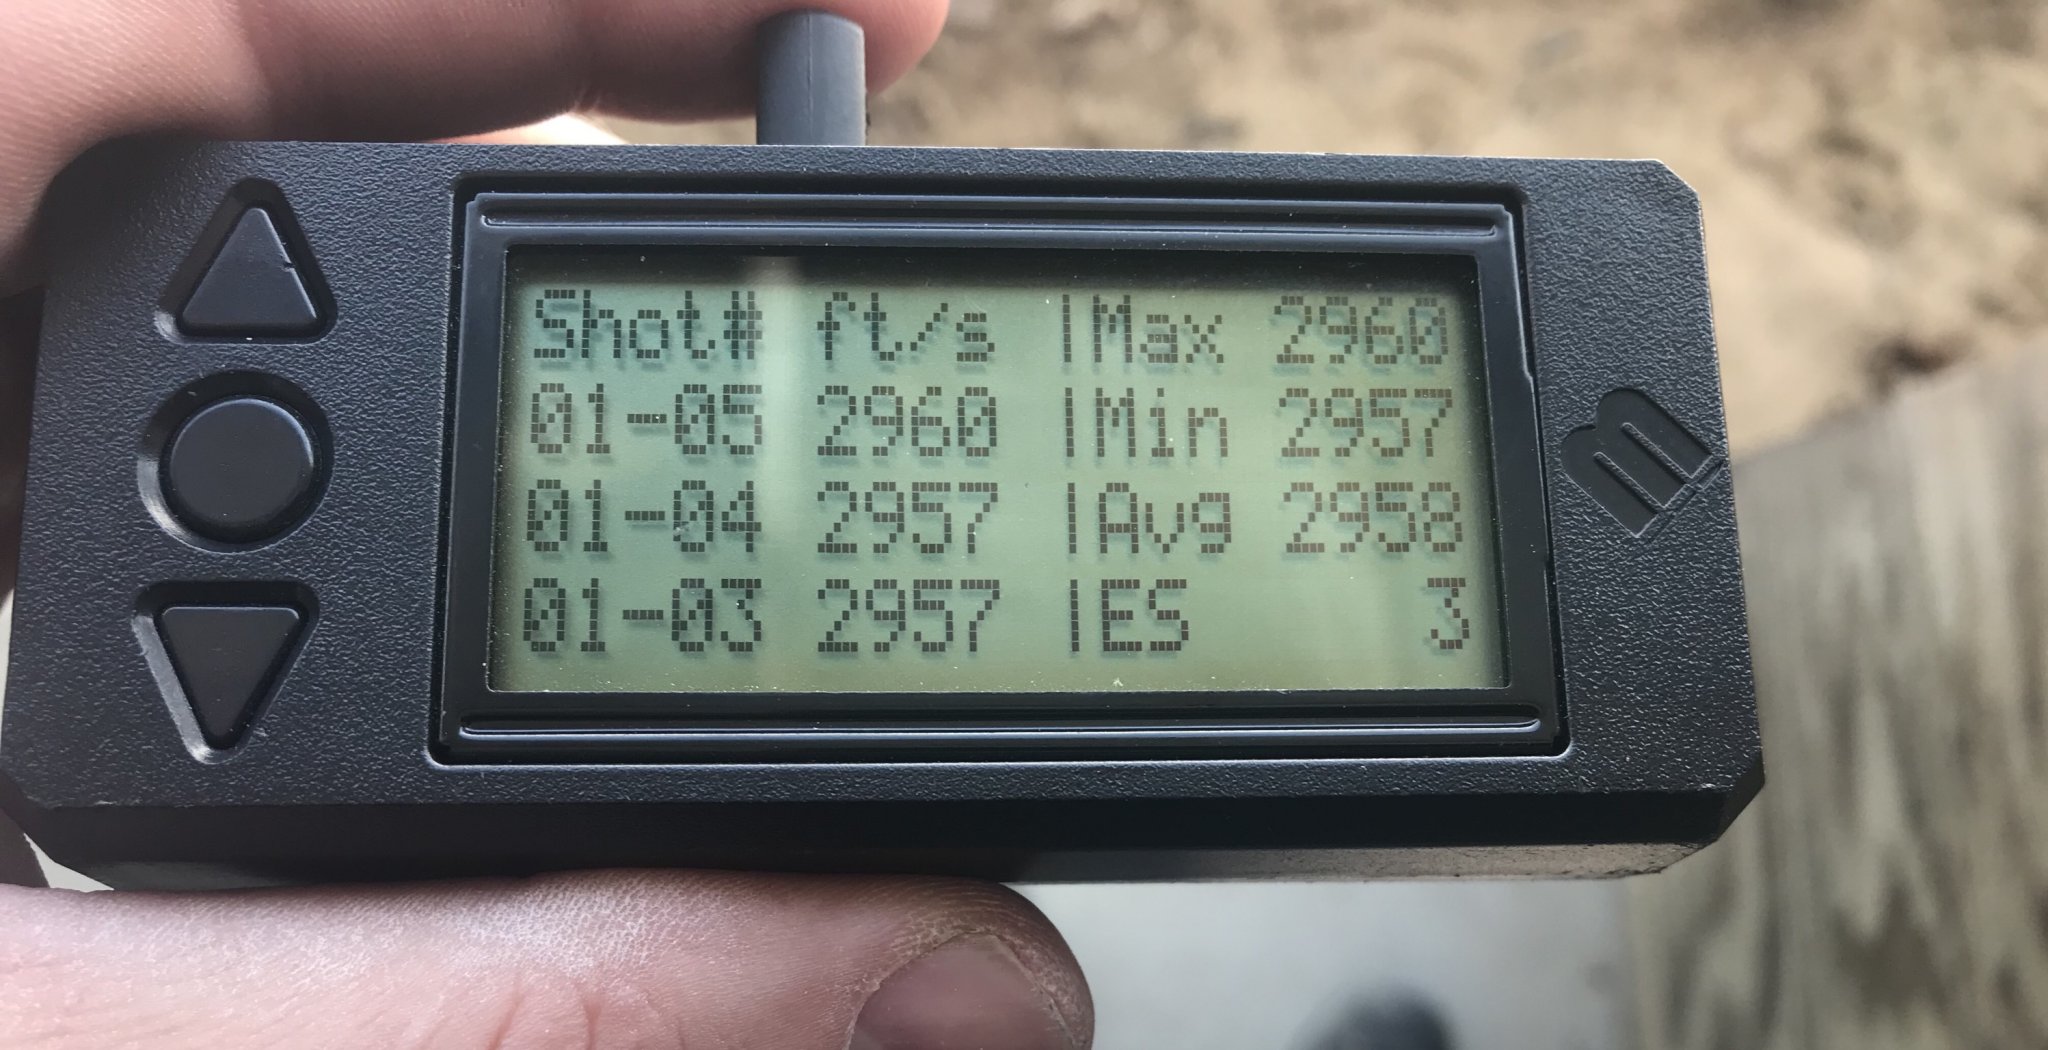 Shot# ft/s |Max 2960
01-05 2960 |Min 2957
01-04 2957 |Avg 2958
01-03 2957 |ES 3
m